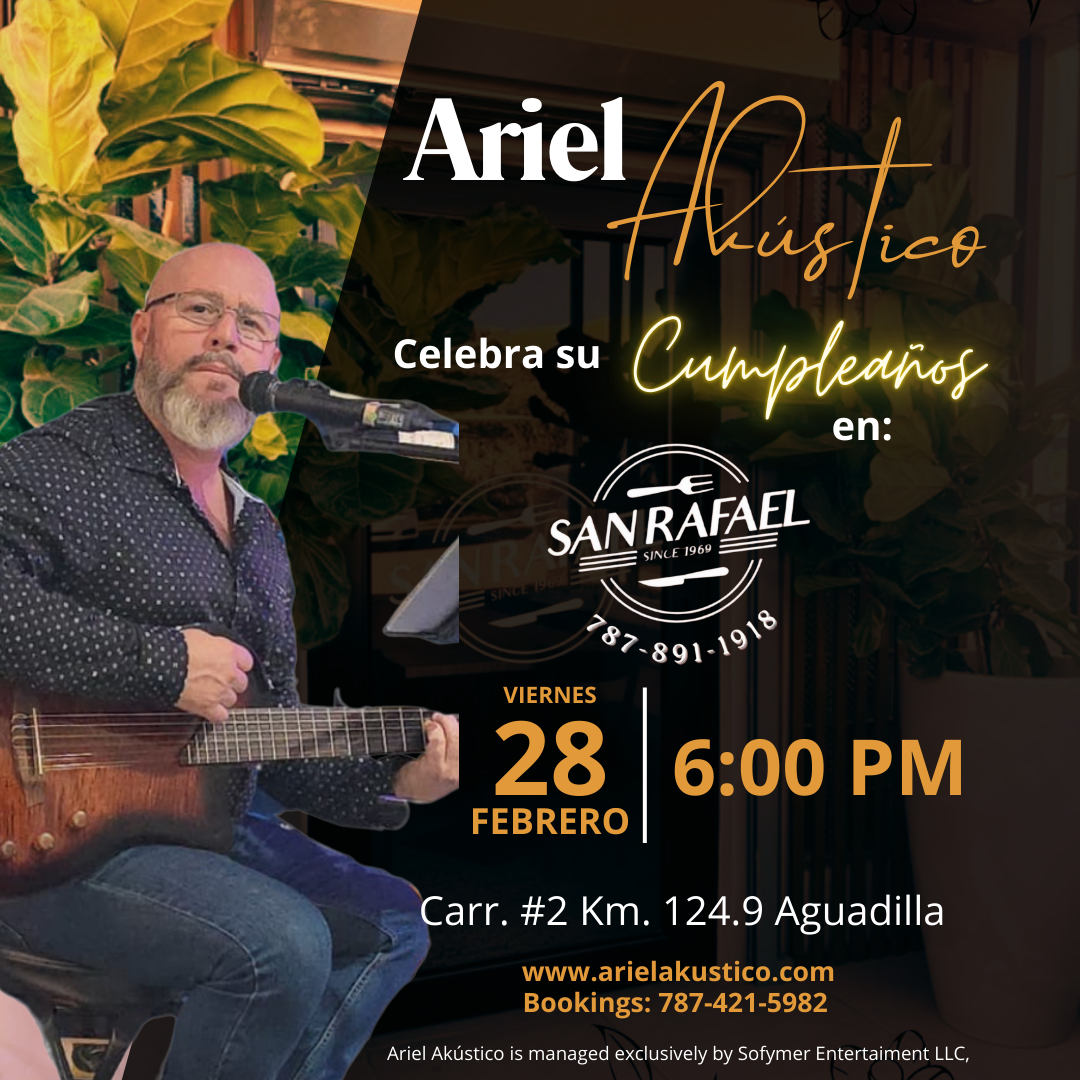 Ariel
Akústico
Celebra su Cumpleaños
en:
SAN RAFAEL
SINCE 1969
787-891-1918
VIERNES
28
FEBRERO
6:00 PM
Carr. #2 Km. 124.9 Aguadilla
www.arielakustico.com
Bookings: 787-421-5982
Ariel Akústico is managed exclusively by Sofymer Entertaiment LLC,